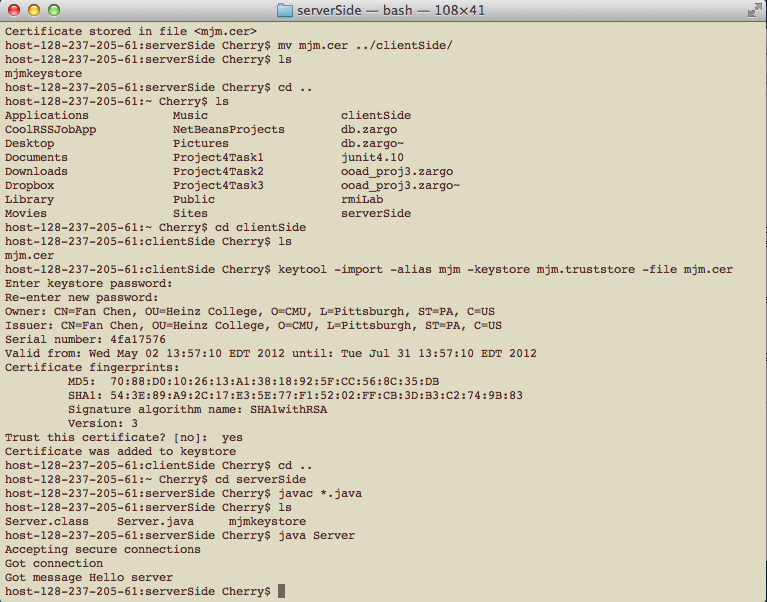 serverSide — bash — 108×41
Certificate stored in file <mjm.cer>
host-128-237-205-61:serverSide Cherry$ mv mjm.cer ../clientSide/
host-128-237-205-61:serverSide Cherry$ ls
mjmkeystore
host-128-237-205-61:serverSide Cherry$ cd ..
host-128-237-205-61:~ Cherry$ ls
Applications Music clientSide
CoolRSSJobApp NetBeansProjects db.zargo
Desktop Pictures db.zargo~
Documents Project4Task1 junit4.10
Downloads Project4Task2 ooad_proj3.zargo
Dropbox Project4Task3 ooad_proj3.zargo~
Library Public rmiLab
Movies Sites serverSide
host-128-237-205-61:~ Cherry$ cd clientSide
host-128-237-205-61:clientSide Cherry$ ls
mjm.cer
host-128-237-205-61:clientSide Cherry$ keytool -import -alias mjm -keystore mjm.truststore -file mjm.cer
Enter keystore password:
Re-enter new password:
Owner: CN=Fan Chen, OU=Heinz College, O=CMU, L=Pittsburgh, ST=PA, C=US
Issuer: CN=Fan Chen, OU=Heinz College, O=CMU, L=Pittsburgh, ST=PA, C=US
Serial number: 4fa17576
Valid from: Wed May 02 13:57:10 EDT 2012 until: Tue Jul 31 13:57:10 EDT 2012
Certificate fingerprints:
MD5: 70:88:D0:10:26:13:A1:38:18:92:5F:CC:56:8C:35:DB
SHA1: 54:3E:89:A9:2C:17:E3:5E:77:F1:52:02:FF:CB:3D:B3:C2:74:9B:83
Signature algorithm name: SHA1withRSA
Version: 3
Trust this certificate? [no]: yes
Certificate was added to keystore
host-128-237-205-61:clientSide Cherry$ cd ..
host-128-237-205-61:~ Cherry$ cd serverSide
host-128-237-205-61:serverSide Cherry$ javac *.java
host-128-237-205-61:serverSide Cherry$ ls
Server.class Server.java mjmkeystore
host-128-237-205-61:serverSide Cherry$ java Server
Accepting secure connections
Got connection
Got message Hello server
host-128-237-205-61:serverSide Cherry$